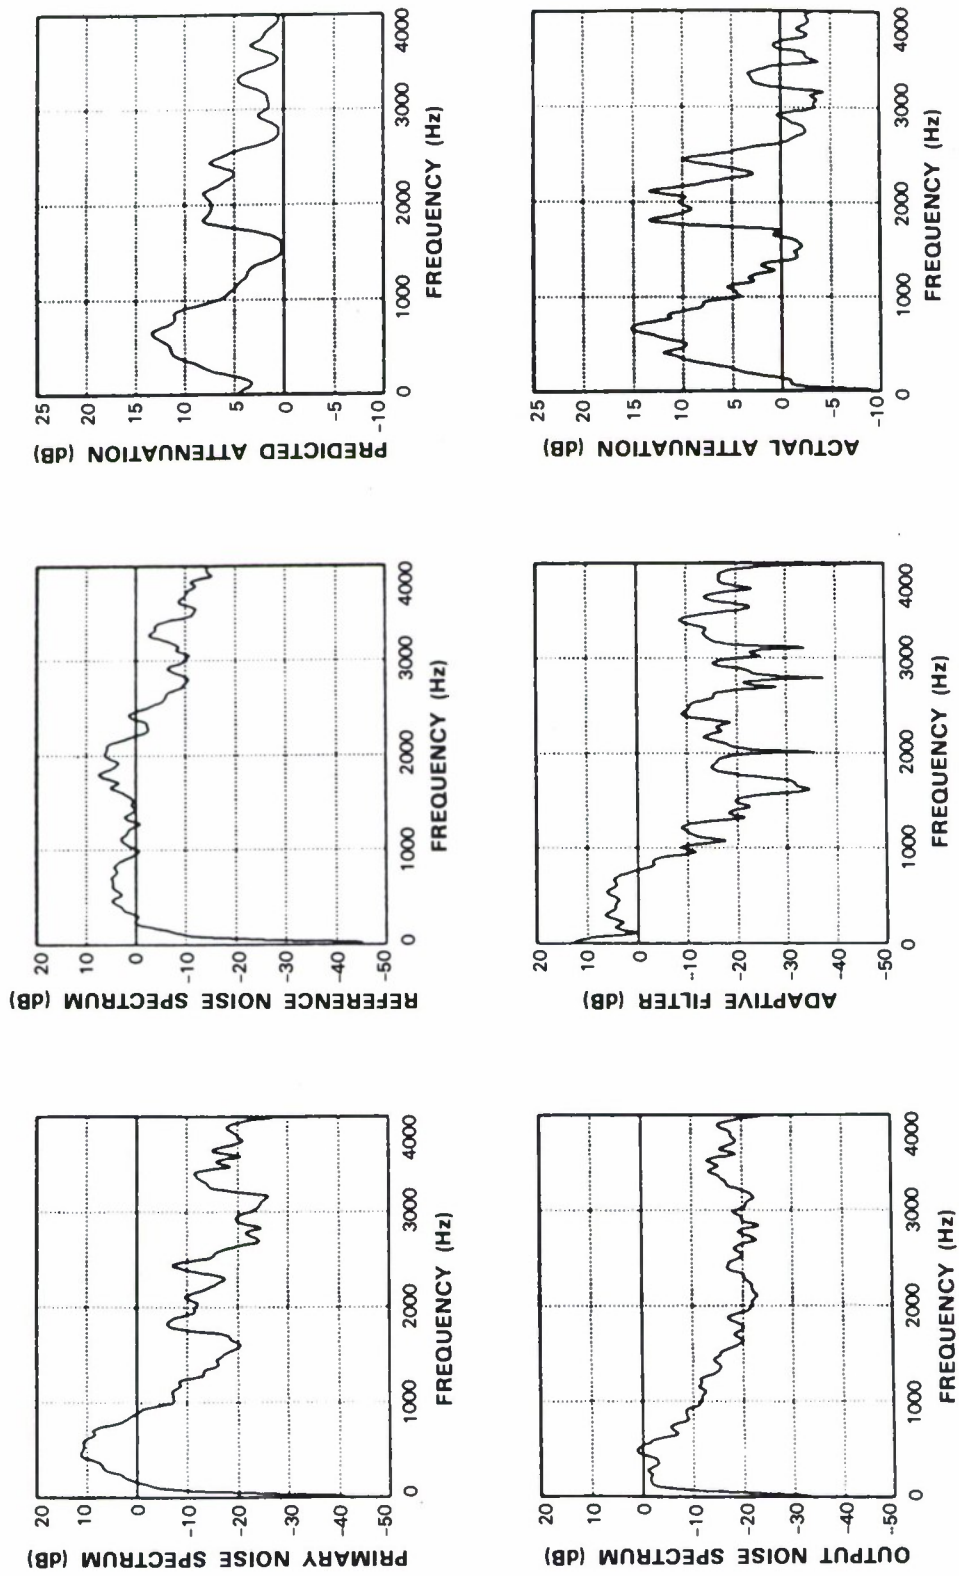 PRIMARY NOISE SPECTRUM (dB)
20
10
0
-10
-20
-30
-40
-50
0 1000 2000 3000 4000
FREQUENCY (Hz)
REFERENCE NOISE SPECTRUM (dB)
20
10
0
-10
-20
-30
-40
-50
0 1000 2000 3000 4000
FREQUENCY (Hz)
PREDICTED ATTENUATION (dB)
25
20
15
10
5
0
-5
-10
0 1000 2000 3000 4000
FREQUENCY (Hz)
OUTPUT NOISE SPECTRUM (dB)
20
10
0
-10
-20
-30
-40
-50
0 1000 2000 3000 4000
FREQUENCY (Hz)
ADAPTIVE FILTER (dB)
20
10
0
-10
-20
-30
-40
-50
0 1000 2000 3000 4000
FREQUENCY (Hz)
ACTUAL ATTENUATION (dB)
25
20
15
10
5
0
-5
-10
0 1000 2000 3000 4000
FREQUENCY (Hz)